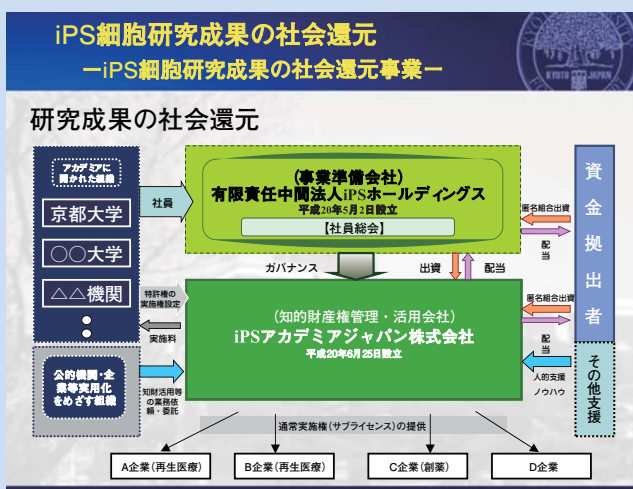 iPS細胞研究成果の社会還元
ーiPS細胞研究成果の社会還元事業ー
KYOTO JAPAN
研究成果の社会還元
アカデミアに
開かれた組織
京都大学
〇〇大学
△△機関
公的機関・企
業等実用化
をめざす組織
社員
特許権の
実施権設定
実施料
知財活用等
の業務依
頼・委託
(事業準備会社)
有限責任中間法人iPSホールディングス
平成20年5月2日設立
【社員総会】
ガバナンス
出資
配当
(知的財産権管理・活用会社)
iPSアカデミアジャパン株式会社
平成20年6月25日設立
匿名組合出資
配
当
匿名組合出資
配
当
人的支援
ノウハウ
資金拠出者
その他支援
通常実施権(サブライセンス)の提供
A企業(再生医療)
B企業(再生医療)
C企業(創薬)
D企業